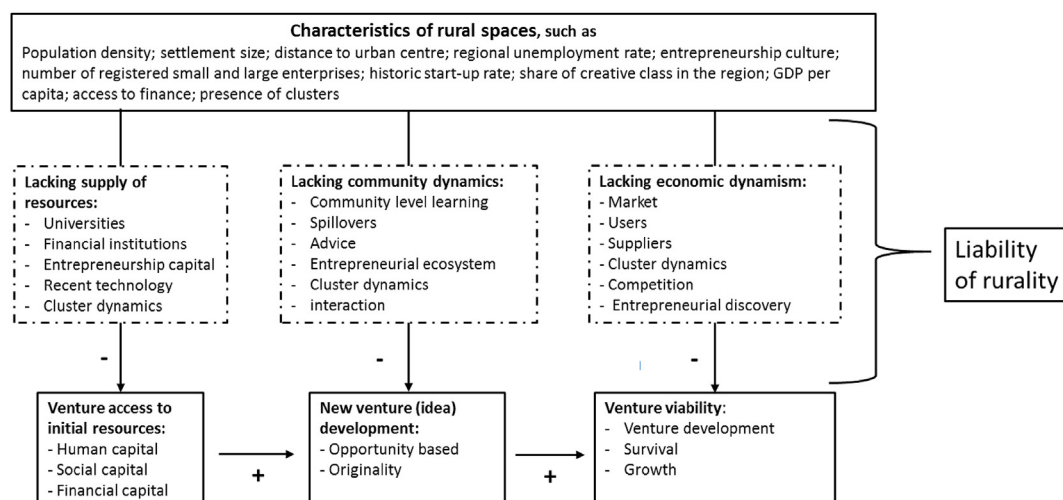 Characteristics of rural spaces, such as
Population density; settlement size; distance to urban centre; regional unemployment rate; entrepreneurship culture;
number of registered small and large enterprises; historic start-up rate; share of creative class in the region; GDP per
capita; access to finance; presence of clusters
Lacking supply of
resources:
- Universities
- Financial institutions
- Entrepreneurship capital
- Recent technology
- Cluster dynamics
Lacking community dynamics:
- Community level learning
- Spillovers
- Advice
- Entrepreneurial ecosystem
- Cluster dynamics
- interaction
Lacking economic dynamism:
- Market
- Users
- Suppliers
- Cluster dynamics
- Competition
- Entrepreneurial discovery
Liability
of rurality
-
-
-
Venture access to
initial resources:
- Human capital
- Social capital
- Financial capital
+
New venture (idea)
development:
- Opportunity based
- Originality
+
Venture viability:
- Venture development
- Survival
- Growth